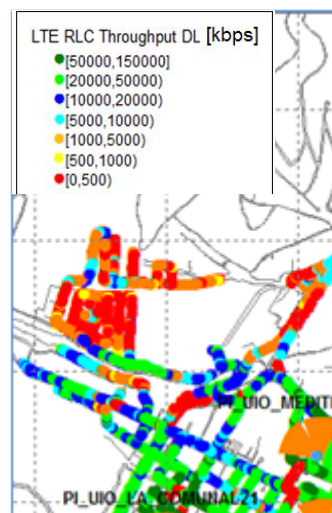 LTE RLC Throughput DL [kbps]
[50000,150000]
[20000,50000)
[10000,20000)
[5000,10000)
[1000,5000)
[500,1000)
[0,500)
PI_UIO_MEDIT
PI_UIO_LA_COMUNAL21